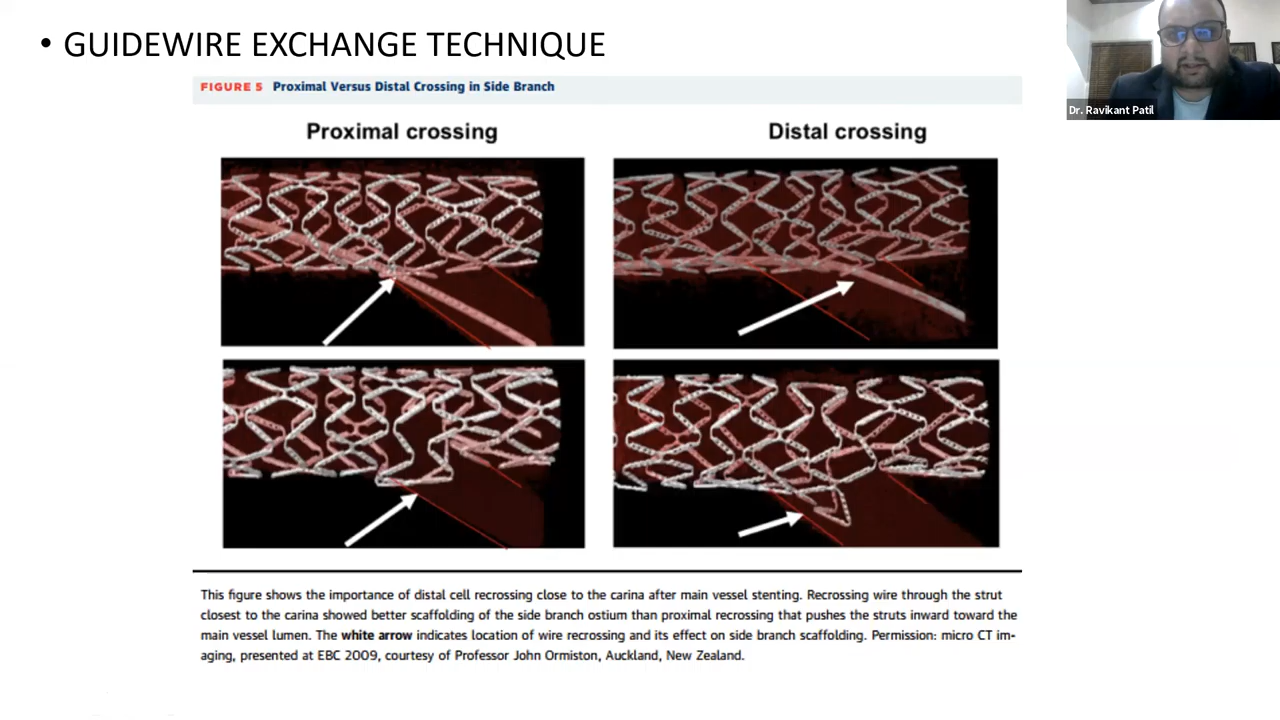 • GUIDEWIRE EXCHANGE TECHNIQUE
Dr. Ravikant Patil
FIGURE 5 Proximal Versus Distal Crossing in Side Branch
Proximal crossing
Distal crossing
This figure shows the importance of distal cell recrossing close to the carina after main vessel stenting. Recrossing wire through the strut
closest to the carina showed better scaffolding of the side branch ostium than proximal recrossing that pushes the struts inward toward the
main vessel lumen. The white arrow indicates location of wire recrossing and its effect on side branch scaffolding. Permission: micro CT im-
aging, presented at EBC 2009, courtesy of Professor John Ormiston, Auckland, New Zealand.